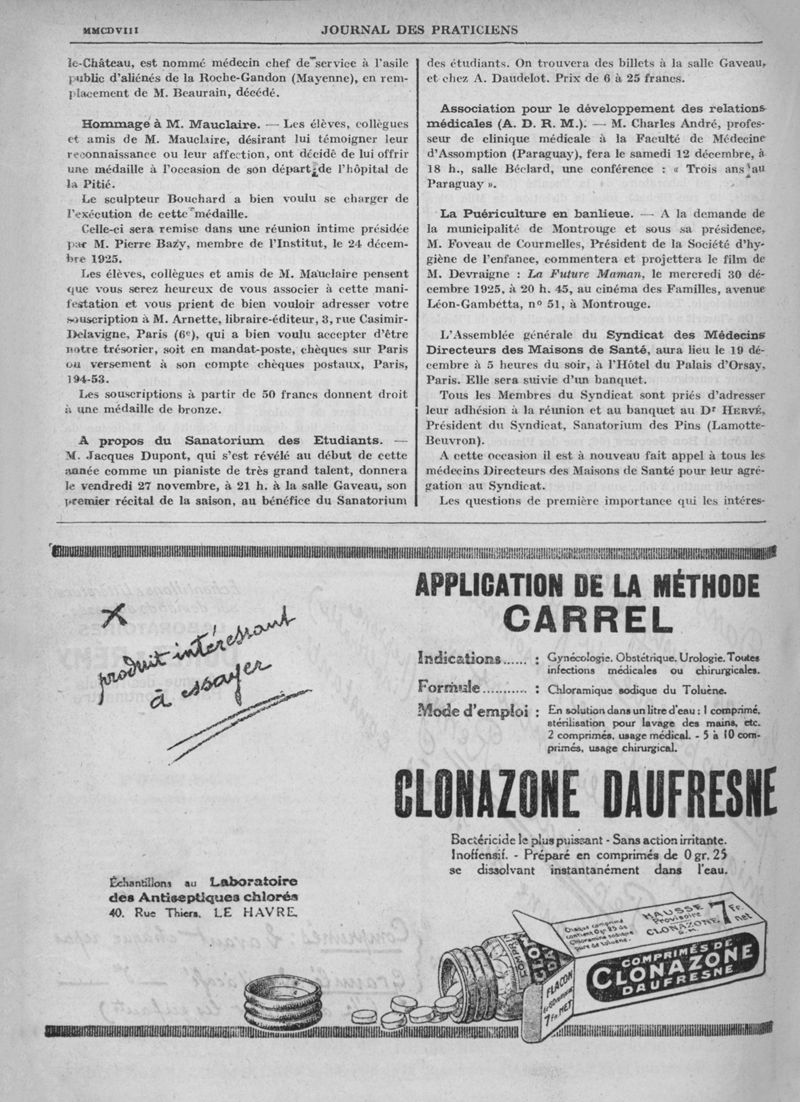 MMCDVIII JOURNAL DES PRATICIENS
le-Château, est nommé médecin chef de service à l'asile
public d'aliénés de la Roche-Gandon (Mayenne), en rem-
placement de M. Beaurain, décédé.
Hommage à M. Mauclaire. — Les élèves, collègues
et amis de M. Mauclaire, désirant lui témoigner leur
reconnaissance ou leur affection, ont décidé de lui offrir
une médaille à l'occasion de son départ de l'hôpital de
la Pitié.
Le sculpteur Bouchard a bien voulu se charger de
l'exécution de cette médaille.
Celle-ci sera remise dans une réunion intime présidée
par M. Pierre Bazy, membre de l'Institut, le 24 décem-
bre 1925.
Les élèves, collègues et amis de M. Mauclaire pensent
que vous serez heureux de vous associer à cette mani-
festation et vous prient de bien vouloir adresser votre
souscription à M. Arnette, libraire-éditeur, 3, rue Casimir-
Delavigne, Paris (6e), qui a bien voulu accepter d'être
notre trésorier, soit en mandat-poste, chèques sur Paris
ou versement à son compte chèques postaux, Paris,
194-53.
Les souscriptions à partir de 50 francs donnent droit
à une médaille de bronze.
A propos du Sanatorium des Etudiants. —
M. Jacques Dupont, qui s'est révélé au début de cette
année comme un pianiste de très grand talent, donnera
le vendredi 27 novembre, à 21 h. à la salle Gaveau, son
premier récital de la saison, au bénéfice du Sanatorium
des étudiants. On trouvera des billets à la salle Gaveau,
et chez A. Daudelot. Prix de 6 à 25 francs.
Association pour le développement des relations
médicales (A. D. R. M.). — M. Charles André, profes-
seur de clinique médicale à la Faculté de Médecine
d'Assomption (Paraguay), fera le samedi 12 décembre, à
18 h., salle Béclard, une conférence : « Trois ans au
Paraguay ».
La Puériculture en banlieue. — A la demande de
la municipalité de Montrouge et sous sa présidence,
M. Foveau de Courmelles, Président de la Société d'hy-
giène de l'enfance, commentera et projettera le film de
M. Devraigne : La Future Maman, le mercredi 30 dé-
cembre 1925, à 20 h. 45, au cinéma des Familles, avenue
Léon-Gambetta, n° 51, à Montrouge.
L'Assemblée générale du Syndicat des Médecins
Directeurs des Maisons de Santé, aura lieu le 19 dé-
cembre à 5 heures du soir, à l'Hôtel du Palais d'Orsay,
Paris. Elle sera suivie d'un banquet.
Tous les Membres du Syndicat sont priés d'adresser
leur adhésion à la réunion et au banquet au Dr HERVÉ,
Président du Syndicat, Sanatorium des Pins (Lamotte-
Beuvron).
A cette occasion il est à nouveau fait appel à tous les
médecins Directeurs des Maisons de Santé pour leur agré-
gation au Syndicat.
Les questions de première importance qui les intéres-
X
produit intéressant
à essayer
APPLICATION DE LA MÉTHODE
CARREL
Indications...... : Gynécologie. Obstétrique. Urologie. Toutes
infections médicales ou chirurgicales.
Formule........... : Chloramique sodique du Toluène.
Mode d'emploi : En solution dans un litre d'eau : 1 comprimé,
stérilisation pour lavage des mains, etc.
2 comprimés, usage médical. - 5 à 10 com-
primés, usage chirurgical.
CLONAZONE DAUFRESNE
Bactéricide le plus puissant - Sans action irritante.
Inoffensif. - Préparé en comprimés de 0 gr. 25
se dissolvant instantanément dans l'eau.
Échantillons au Laboratoire
des Antiseptiques chlorés
40, Rue Thiers, LE HAVRE
Chaque comprimé
contient 0 gr 25 de
Chloramine sodique
pure de toluène.
HAUSSE
Provisoire
CLONAZONE
7 Fr.
net
COMPRIMÉS DE
CLONAZONE
DAUFRESNE
FLACON
7 Fr NET